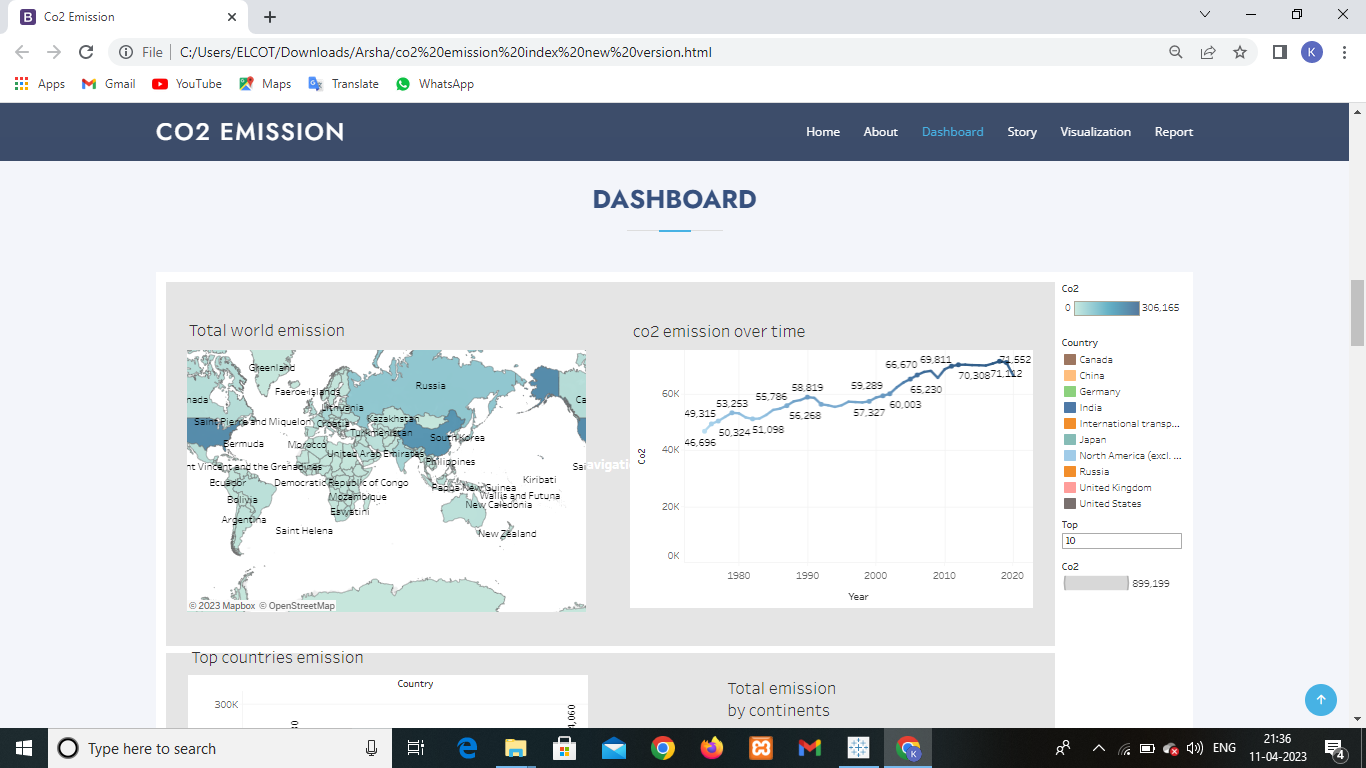 Co2 Emission
File C:/Users/ELCOT/Downloads/Arsha/co2%20emission%20index%20new%20version.html
K
Apps Gmail YouTube Maps Translate WhatsApp
CO2 EMISSION
Home About Dashboard Story Visualization Report
DASHBOARD
Total world emission
Greenland
Faeroe Islands
Russia
nada
Lithuania
Ca
Saint Pierre and Miquelon
Croatia
Kazakhstan
Turkmenistan
South Korea
Bermuda
Morocco
United Arab Emirates
Philippines
nt Vincent and the Grenadines
Sai
Ecuador
Democratic Republic of Congo
Papua New Guinea
Kiribati
Bolivia
Mozambique
Wallis and Futuna
New Caledonia
Argentina
Eswatini
Saint Helena
New Zealand
© 2023 Mapbox © OpenStreetMap
avigati
co2 emission over time
Co2
60K
40K
20K
0K
49,315
46,696
53,253
50,324
51,098
55,786
58,819
56,268
59,289
57,327
60,003
66,670
65,230
69,811
70,308
71,552
71,112
1980 1990 2000 2010 2020
Year
Co2
0 306,165
Country
Canada
China
Germany
India
International transp...
Japan
North America (excl. ...
Russia
United Kingdom
United States
Top
10
Co2
899,199
Top countries emission
Country
300K
Total emission
by continents
Type here to search
K
ENG
21:36
11-04-2023
4